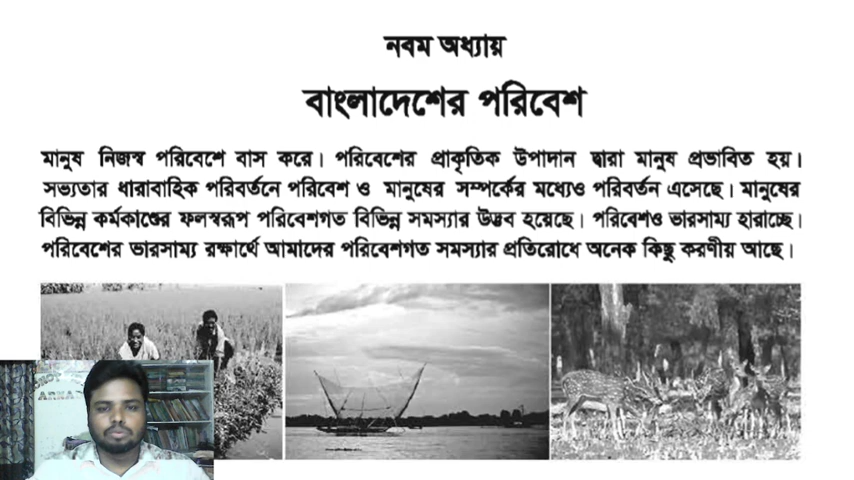 নবম অধ্যায়
বাংলাদেশের পরিবেশ
মানুষ নিজস্ব পরিবেশে বাস করে। পরিবেশের প্রাকৃতিক উপাদান দ্বারা মানুষ প্রভাবিত হয়।
সভ্যতার ধারাবাহিক পরিবর্তনে পরিবেশ ও মানুষের সম্পর্কের মধ্যেও পরিবর্তন এসেছে। মানুষের
বিভিন্ন কর্মকাণ্ডের ফলস্বরূপ পরিবেশগত বিভিন্ন সমস্যার উদ্ভব হয়েছে। পরিবেশও ভারসাম্য হারাচ্ছে।
পরিবেশের ভারসাম্য রক্ষার্থে আমাদের পরিবেশগত সমস্যার প্রতিরোধে অনেক কিছু করণীয় আছে।